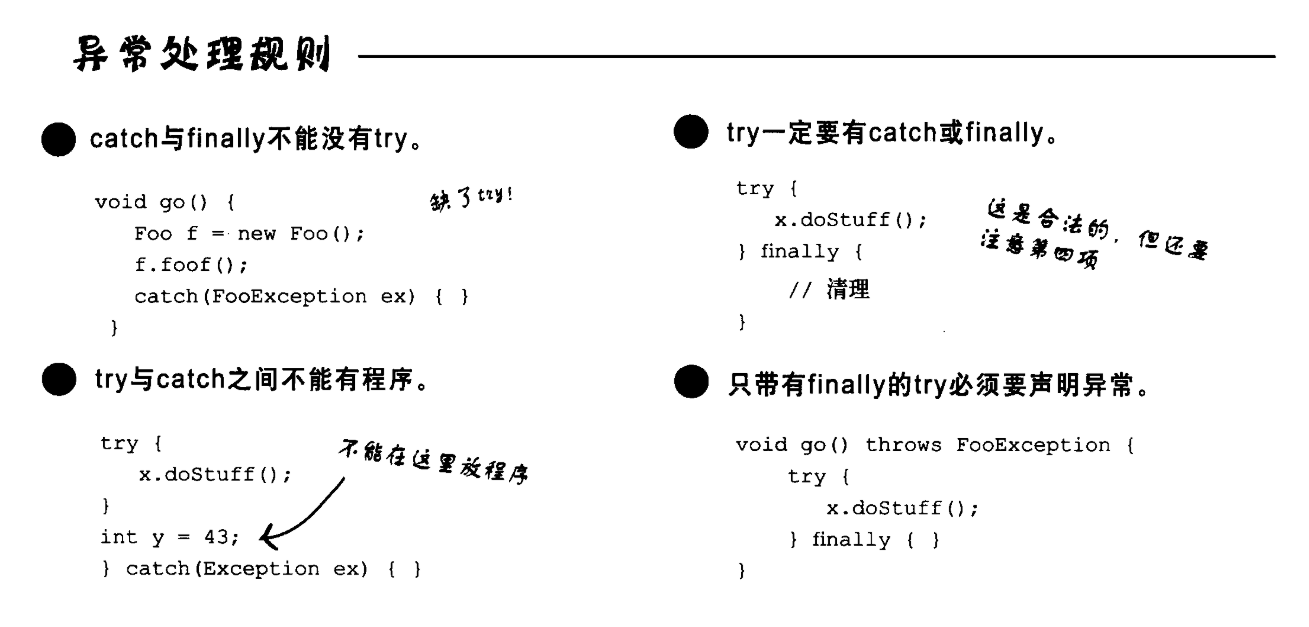 异常处理规则
catch与finally不能没有try。
void go() {
Foo f = new Foo();
f.foof();
catch(FooException ex) { }
}
缺了try!
try与catch之间不能有程序。
try {
x.doStuff();
}
int y = 43;
} catch(Exception ex) { }
不能在这里放程序
try一定要有catch或finally。
try {
x.doStuff();
} finally {
// 清理
}
这是合法的，但还要
注意第四项
只带有finally的try必须要声明异常。
void go() throws FooException {
try {
x.doStuff();
} finally { }
}